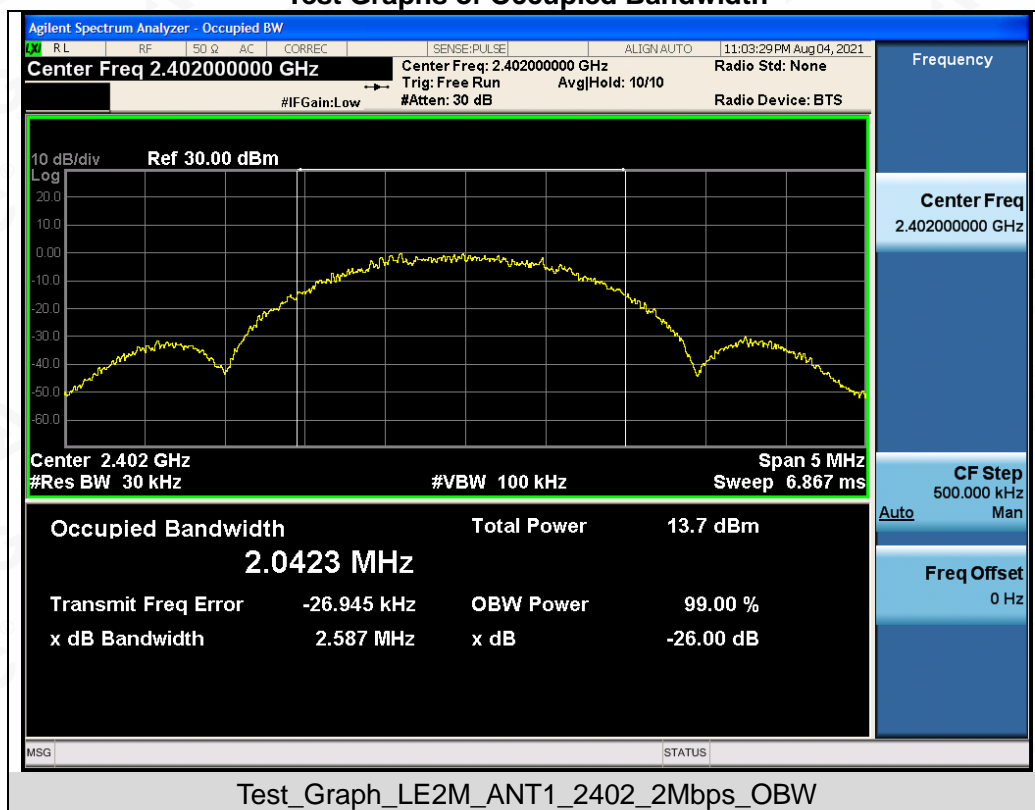 Test Graphs of Occupied Bandwidth
Agilent Spectrum Analyzer - Occupied BW
LXI RL RF 50 Ω AC CORREC SENSE:PULSE ALIGN AUTO 11:03:29 PM Aug 04, 2021
Center Freq 2.402000000 GHz Center Freq: 2.402000000 GHz Radio Std: None
Trig: Free Run Avg|Hold: 10/10
#IFGain:Low #Atten: 30 dB Radio Device: BTS
Frequency
10 dB/div Ref 30.00 dBm
Log
20.0
10.0
0.00
-10.0
-20.0
-30.0
-40.0
-50.0
-60.0
Center 2.402 GHz Span 5 MHz
#Res BW 30 kHz #VBW 100 kHz Sweep 6.867 ms
Center Freq
2.402000000 GHz
CF Step
500.000 kHz
Auto Man
Freq Offset
0 Hz
Occupied Bandwidth Total Power 13.7 dBm
2.0423 MHz
Transmit Freq Error -26.945 kHz OBW Power 99.00 %
x dB Bandwidth 2.587 MHz x dB -26.00 dB
MSG STATUS
Test_Graph_LE2M_ANT1_2402_2Mbps_OBW